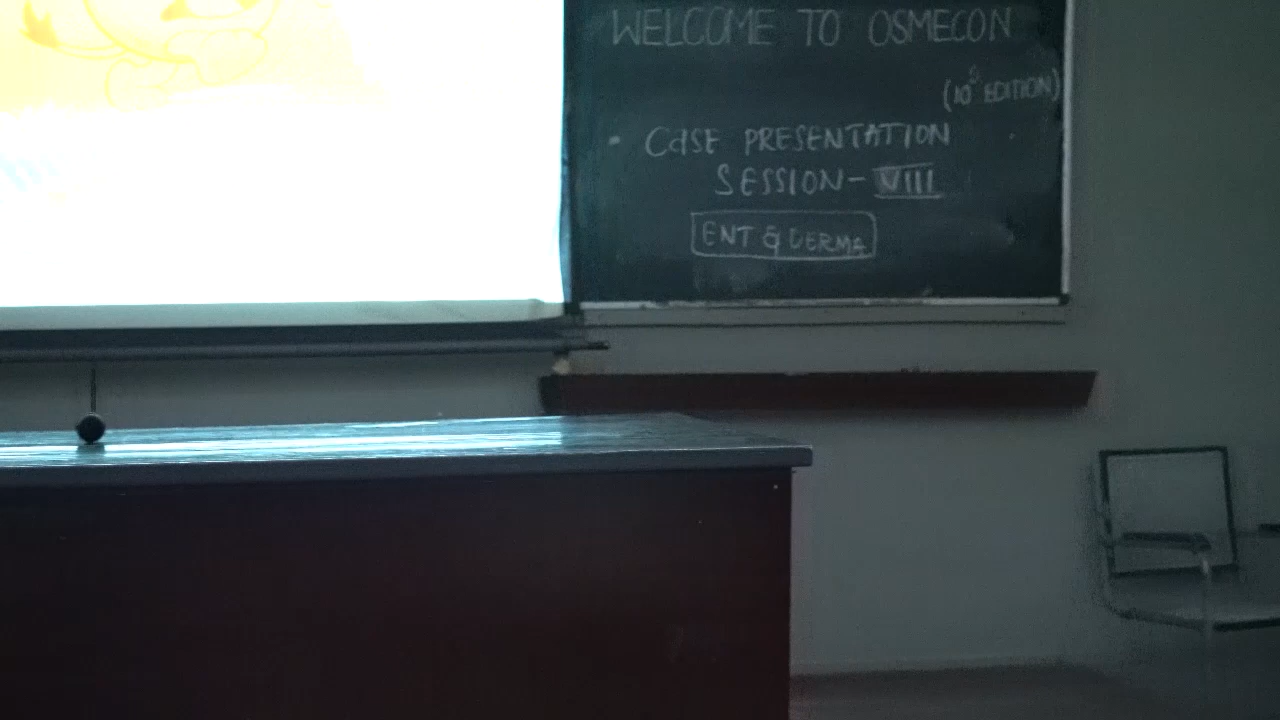 WELCOME TO OSMECON
(10th EDITION)
- CASE PRESENTATION
SESSION - VIII
ENT & DERMA